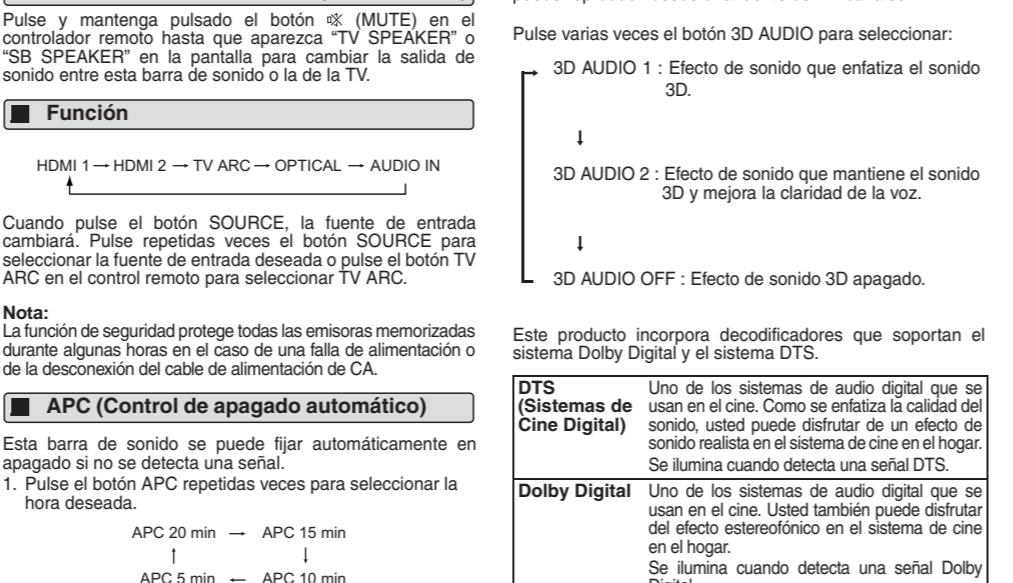 Pulse y mantenga pulsado el botón (MUTE) en el
controlador remoto hasta que aparezca “TV SPEAKER” o
“SB SPEAKER” en la pantalla para cambiar la salida de
sonido entre esta barra de sonido o la de la TV.
Función
HDMI 1 → HDMI 2 → TV ARC → OPTICAL → AUDIO IN
Cuando pulse el botón SOURCE, la fuente de entrada
cambiará. Pulse repetidas veces el botón SOURCE para
seleccionar la fuente de entrada deseada o pulse el botón TV
ARC en el control remoto para seleccionar TV ARC.
Nota:
La función de seguridad protege todas las emisoras memorizadas
durante algunas horas en el caso de una falla de alimentación o
de la desconexión del cable de alimentación de CA.
APC (Control de apagado automático)
Esta barra de sonido se puede fijar automáticamente en
apagado si no se detecta una señal.
1. Pulse el botón APC repetidas veces para seleccionar la
hora deseada.
APC 20 min → APC 15 min
↑ ↓
APC 5 min ← APC 10 min
Pulse varias veces el botón 3D AUDIO para seleccionar:
3D AUDIO 1 : Efecto de sonido que enfatiza el sonido
3D.
↓
3D AUDIO 2 : Efecto de sonido que mantiene el sonido
3D y mejora la claridad de la voz.
↓
3D AUDIO OFF : Efecto de sonido 3D apagado.
Este producto incorpora decodificadores que soportan el
sistema Dolby Digital y el sistema DTS.
DTS
(Sistemas de
Cine Digital)
Uno de los sistemas de audio digital que se
usan en el cine. Como se enfatiza la calidad del
sonido, usted puede disfrutar de un efecto de
sonido realista en el sistema de cine en el hogar.
Se ilumina cuando detecta una señal DTS.
Dolby Digital
Uno de los sistemas de audio digital que se
usan en el cine. Usted también puede disfrutar
del efecto estereofónico en el sistema de cine
en el hogar.
Se ilumina cuando detecta una señal Dolby